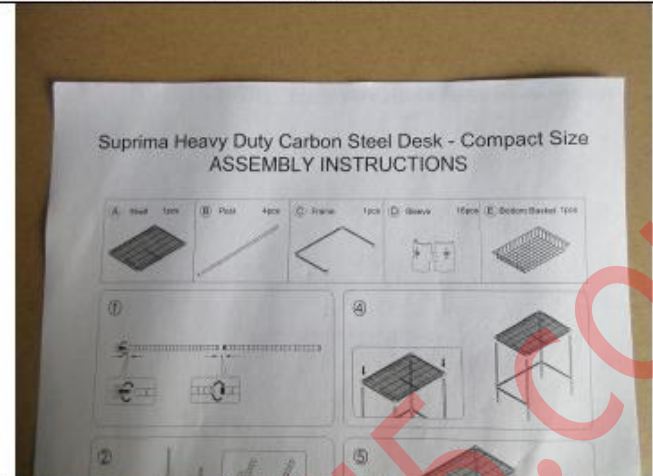 Suprima Heavy Duty Carbon Steel Desk - Compact Size
ASSEMBLY INSTRUCTIONS
A Shelf 1pcs B Post 4pcs C Frame 1pcs D Sleeve 16pcs E Bottom Basket 1pcs
① ④
② ⑤